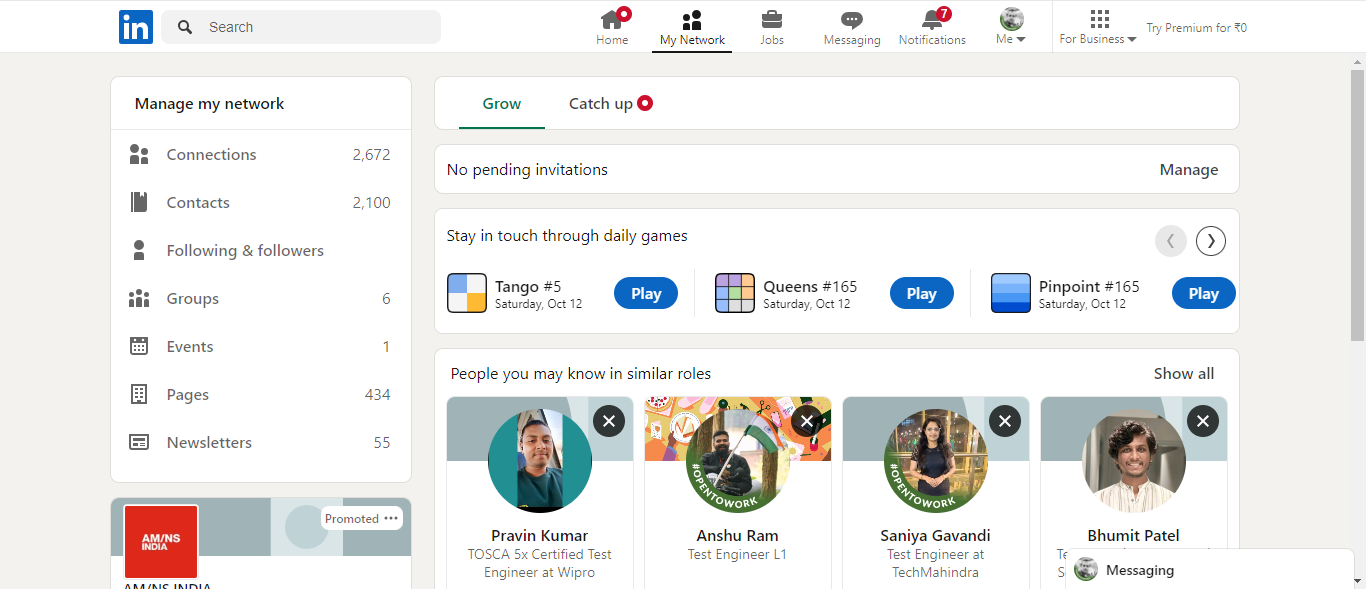 in
Search
Home
My Network
Jobs
Messaging
7
Notifications
Me
For Business
Try Premium for ₹0
Manage my network
Connections 2,672
Contacts 2,100
Following & followers
Groups 6
Events 1
Pages 434
Newsletters 55
Promoted
AM/NS
INDIA
AM/NS INDIA
Grow
Catch up
No pending invitations
Manage
Stay in touch through daily games
Tango #5
Saturday, Oct 12
Play
Queens #165
Saturday, Oct 12
Play
Pinpoint #165
Saturday, Oct 12
Play
People you may know in similar roles
Show all
#OPENTOWORK
#OPENTOWORK
Pravin Kumar
TOSCA 5x Certified Test
Engineer at Wipro
Anshu Ram
Test Engineer L1
Saniya Gavandi
Test Engineer at
TechMahindra
Bhumit Patel
Messaging